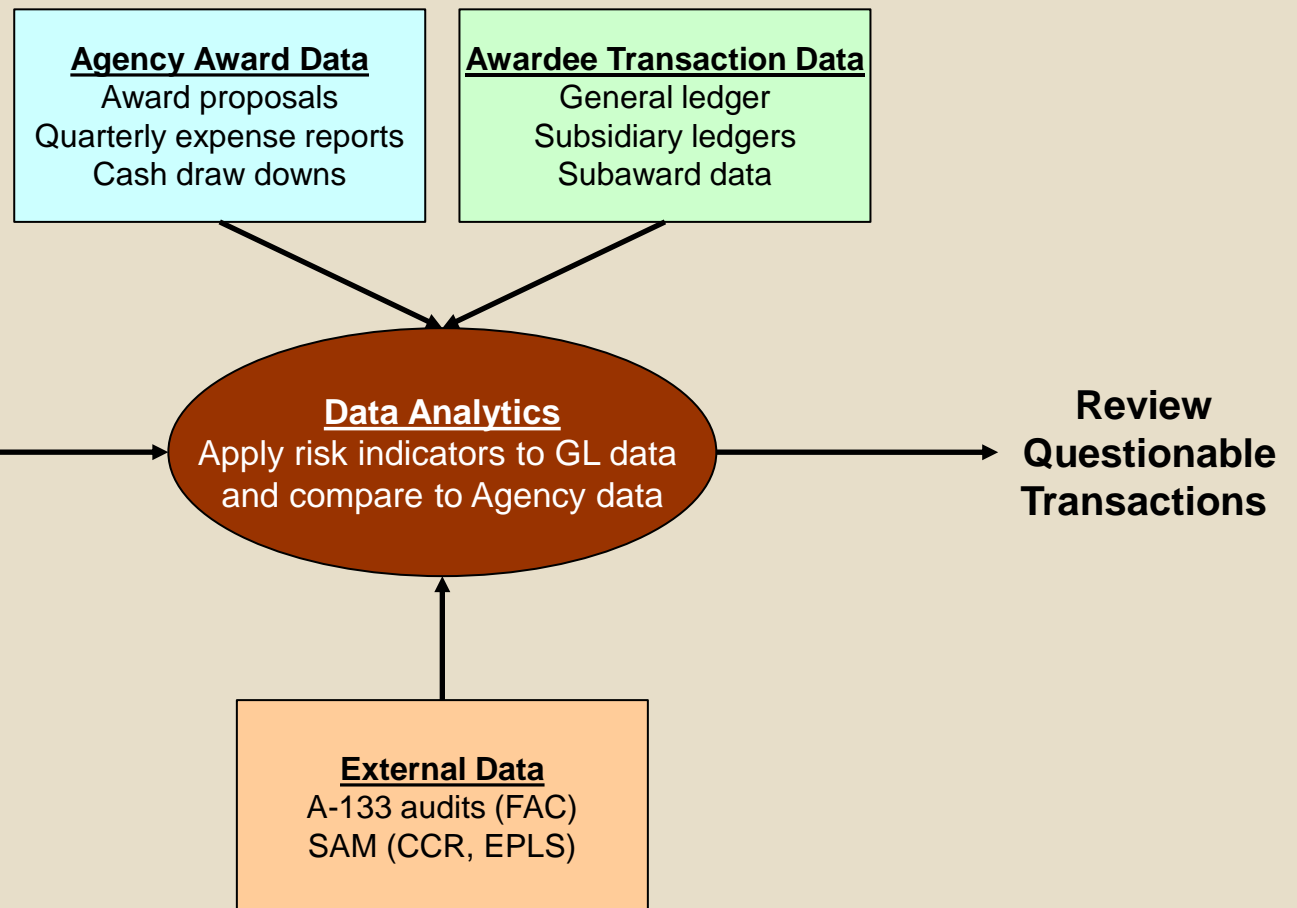 Agency Award Data
Award proposals
Quarterly expense reports
Cash draw downs
Awardee Transaction Data
General ledger
Subsidiary ledgers
Subaward data
Data Analytics
Apply risk indicators to GL data
and compare to Agency data
Review
Questionable
Transactions
External Data
A-133 audits (FAC)
SAM (CCR, EPLS)